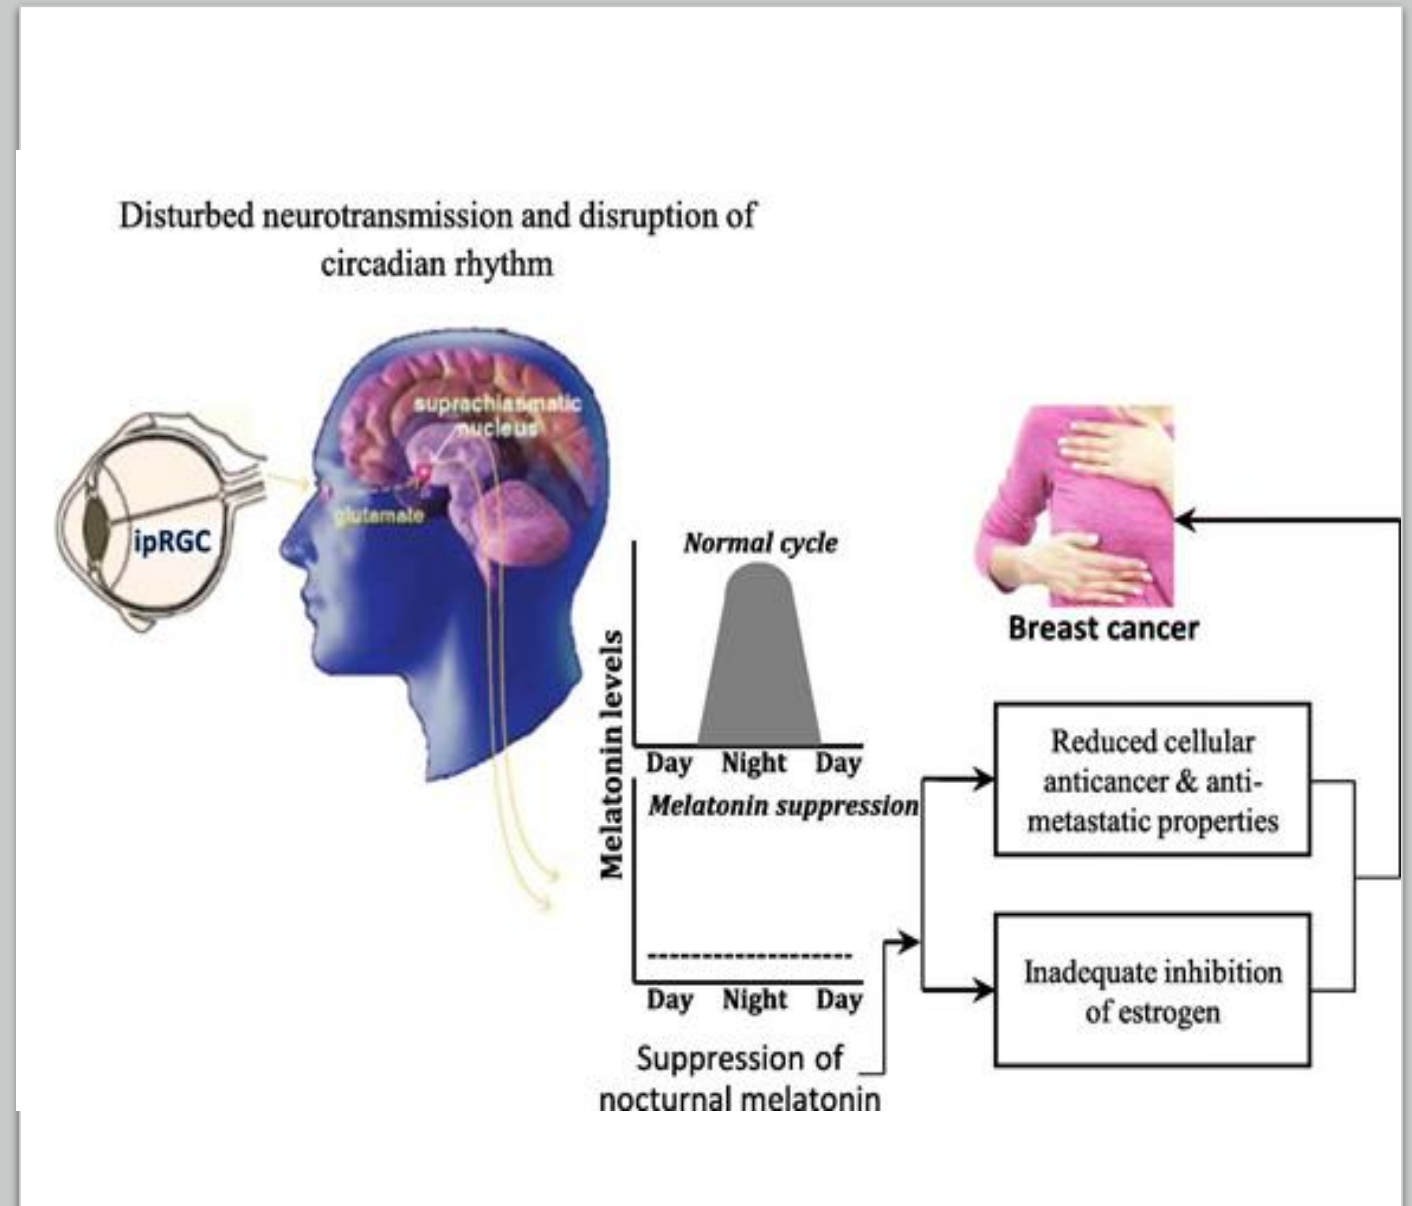 Disturbed neurotransmission and disruption of
circadian rhythm
suprachiasmatic
nucleus
glutamate
ipRGC
Normal cycle
Melatonin levels
Day Night Day
Melatonin suppression
Day Night Day
Suppression of
nocturnal melatonin
Breast cancer
Reduced cellular
anticancer & anti-
metastatic properties
Inadequate inhibition
of estrogen